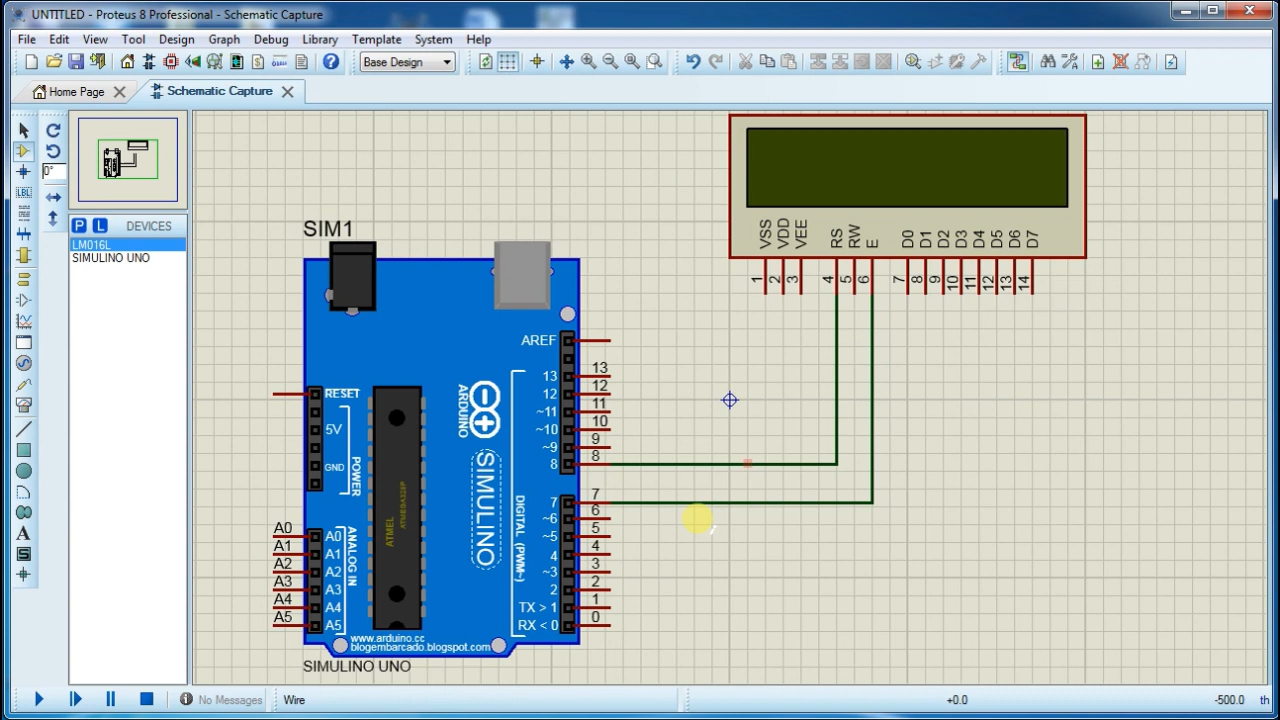 UNTITLED - Proteus 8 Professional - Schematic Capture
File Edit View Tool Design Graph Debug Library Template System Help
Base Design
Home Page Schematic Capture
0°
P L DEVICES
LM016L
SIMULINO UNO
LBL
A
S
VSS VDD VEE RS RW E D0 D1 D2 D3 D4 D5 D6 D7
1 2 3 4 5 6 7 8 9 10 11 12 13 14
SIM1
AREF
RESET
5V
GND
POWER
13 13
12 12
~11 11
~10 10
~9 9
8 8
7 7
~6 6
~5 5
4 4
~3 3
2 2
TX > 1 1
RX < 0 0
A0 A0
A1 A1
A2 A2
A3 A3
A4 A4
A5 A5
ANALOG IN
ATMEL
ATMEGA328P
ARDUINO
SIMULINO
DIGITAL (PWM~)
www.arduino.cc
blogembarcado.blogspot.com
SIMULINO UNO
No Messages Wire +0.0 -500.0 th